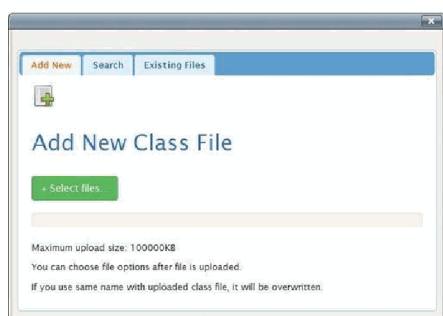 Add New Search Existing Files
Add New Class File
+ Select files...
Maximum upload size: 100000KB
You can choose file options after file is uploaded.
If you use same name with uploaded class file, it will be overwritten.